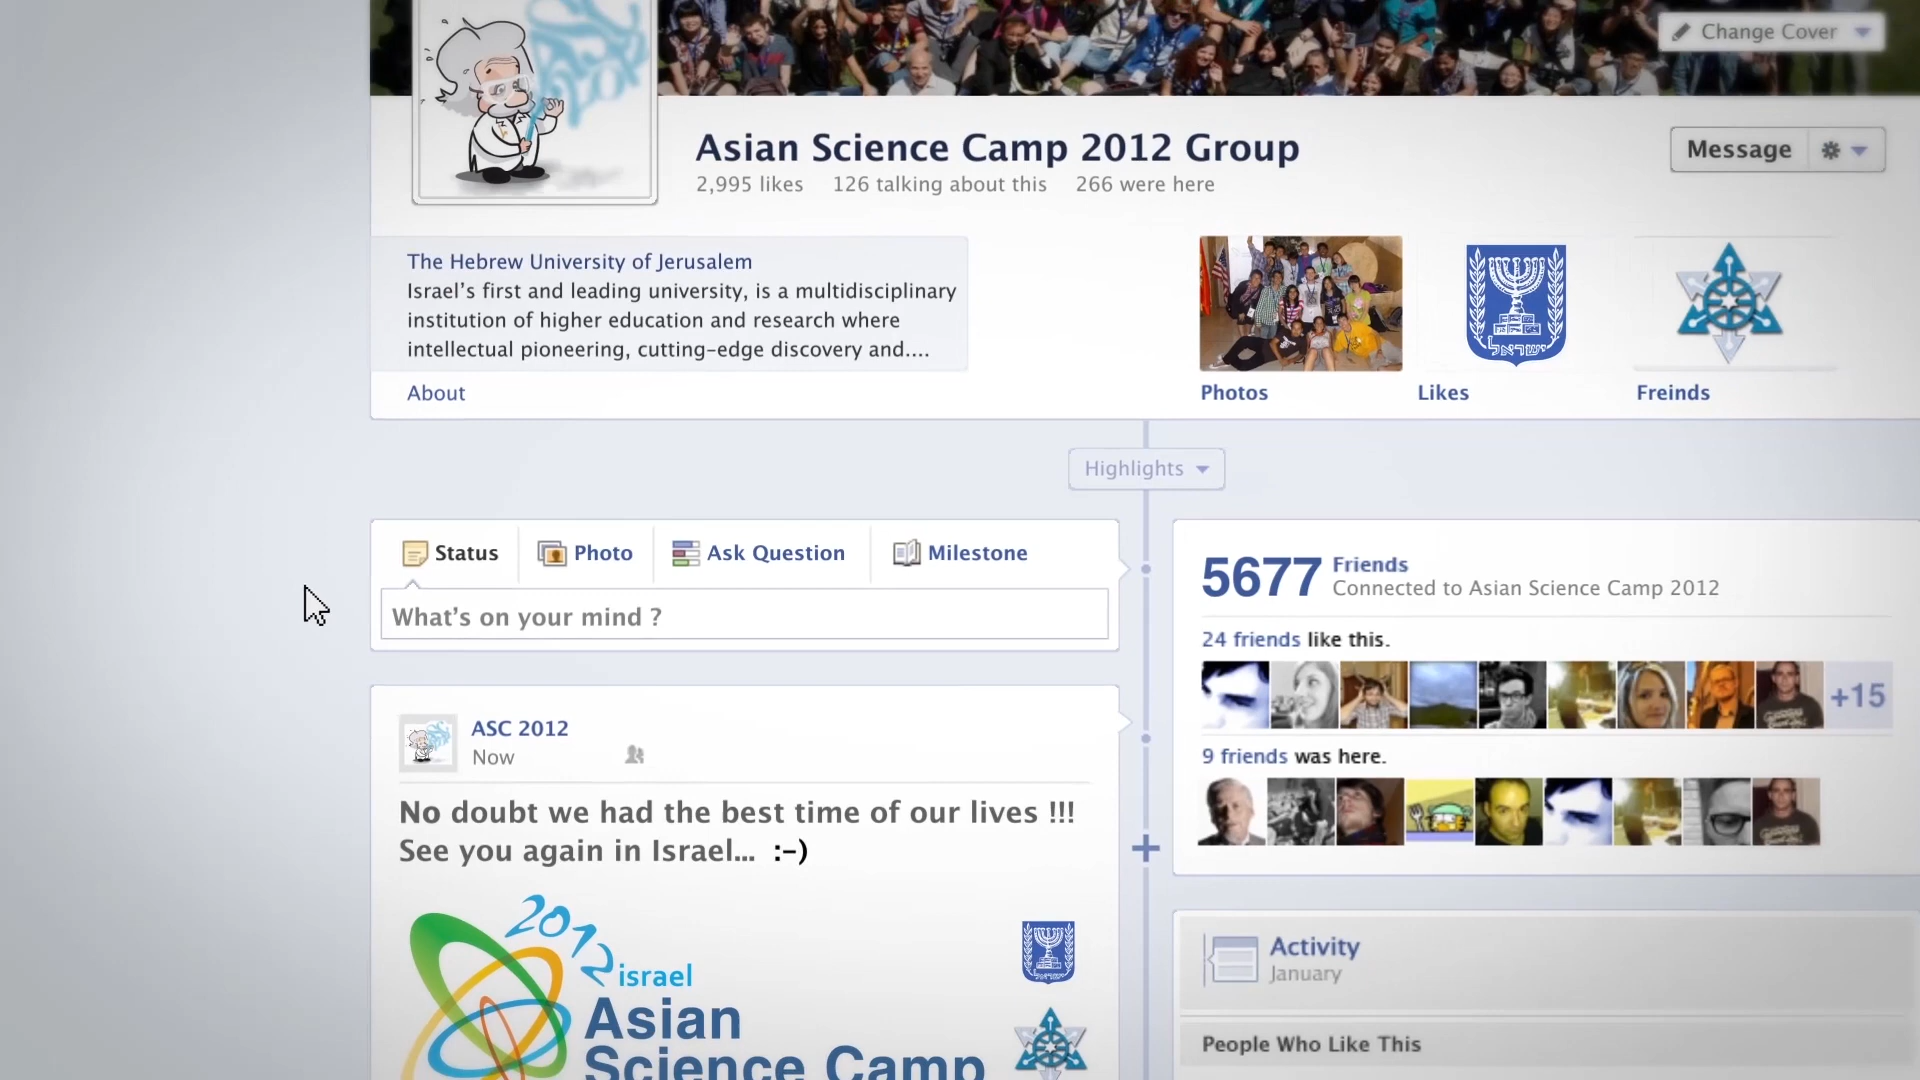 Change Cover
Asian Science Camp 2012 Group
2,995 likes 126 talking about this 266 were here
Message
The Hebrew University of Jerusalem
Israel's first and leading university, is a multidisciplinary
institution of higher education and research where
intellectual pioneering, cutting-edge discovery and....
About
Photos
Likes
ישראל
Freinds
Highlights
Status
Photo
Ask Question
Milestone
What's on your mind ?
5677 Friends
Connected to Asian Science Camp 2012
24 friends like this.
+15
9 friends was here.
ASC 2012
Now
No doubt we had the best time of our lives !!!
See you again in Israel... :-)
2012
israel
Asian
Science Camp
Activity
January
People Who Like This